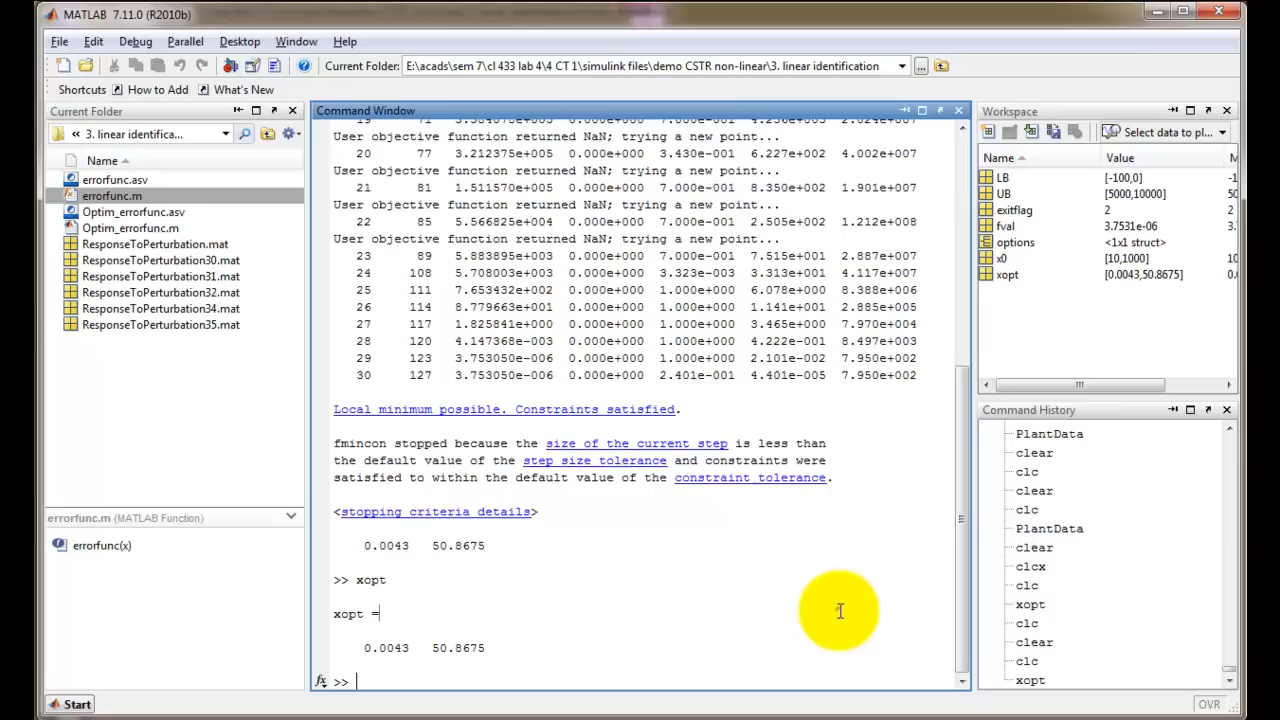 MATLAB 7.11.0 (R2010b)
File Edit Debug Parallel Desktop Window Help
Current Folder: E:\acads\sem 7\cl 433 lab 4\4 CT 1\simulink files\demo CSTR non-linear\3. linear identification
Shortcuts How to Add What's New
Current Folder
« 3. linear identifica...
Name
errorfunc.asv
errorfunc.m
Optim_errorfunc.asv
Optim_errorfunc.m
ResponseToPerturbation.mat
ResponseToPerturbation30.mat
ResponseToPerturbation31.mat
ResponseToPerturbation32.mat
ResponseToPerturbation34.mat
ResponseToPerturbation35.mat
errorfunc.m (MATLAB Function)
errorfunc(x)
Command Window
User objective function returned NaN; trying a new point...
20 77 3.212375e+005 0.000e+000 3.430e-001 6.227e+002 4.002e+007
User objective function returned NaN; trying a new point...
21 81 1.511570e+005 0.000e+000 7.000e-001 8.350e+002 1.901e+007
User objective function returned NaN; trying a new point...
22 85 5.566825e+004 0.000e+000 7.000e-001 2.505e+002 1.212e+008
User objective function returned NaN; trying a new point...
23 89 5.883895e+003 0.000e+000 7.000e-001 7.515e+001 2.887e+007
24 108 5.708003e+003 0.000e+000 3.323e-003 3.313e+001 4.117e+007
25 111 7.653432e+002 0.000e+000 1.000e+000 6.078e+000 8.388e+006
26 114 8.779663e+001 0.000e+000 1.000e+000 1.141e+001 2.885e+005
27 117 1.825841e+000 0.000e+000 1.000e+000 3.465e+000 7.970e+004
28 120 4.147368e-003 0.000e+000 1.000e+000 4.222e-001 8.497e+003
29 123 3.753050e-006 0.000e+000 1.000e+000 2.101e-002 7.950e+002
30 127 3.753050e-006 0.000e+000 2.401e-001 4.401e-005 7.950e+002
Local minimum possible. Constraints satisfied.
fmincon stopped because the size of the current step is less than
the default value of the step size tolerance and constraints were
satisfied to within the default value of the constraint tolerance.
<stopping criteria details>
0.0043 50.8675
>> xopt
xopt =
0.0043 50.8675
fx >>
Workspace
Select data to pl...
Name Value M
LB [-100,0] -1
UB [5000,10000] 50
exitflag 2 2
fval 3.7531e-06 3.
options <1x1 struct>
x0 [10,1000] 10
xopt [0.0043,50.8675] 0.
Command History
PlantData
clear
clc
clear
clc
PlantData
clear
clcx
clc
xopt
clc
clear
clc
xopt
Start
OVR